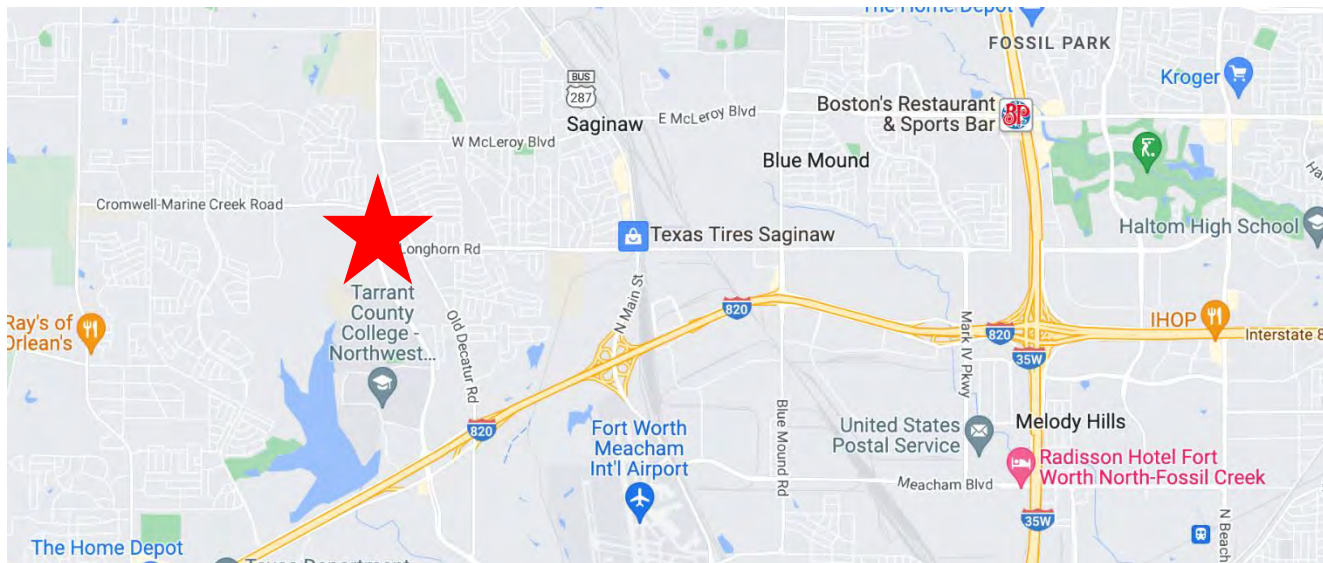 The Home Depot
FOSSIL PARK
Kroger
BUS
287
Saginaw
E McLeroy Blvd
Boston's Restaurant
& Sports Bar
BP
W McLeroy Blvd
Blue Mound
Cromwell-Marine Creek Road
Haltom High School
Texas Tires Saginaw
Longhorn Rd
Tarrant
County
College -
Northwest...
Old Decatur Rd
N Main St
820
Mark IV Pkwy
820
35W
IHOP
Interstate 8
Ray's of
Orlean's
820
Fort Worth
Meacham
Int'l Airport
Blue Mound Rd
United States
Postal Service
Melody Hills
Radisson Hotel Fort
Worth North-Fossil Creek
Meacham Blvd
35W
N Beach
The Home Depot
Texas Department